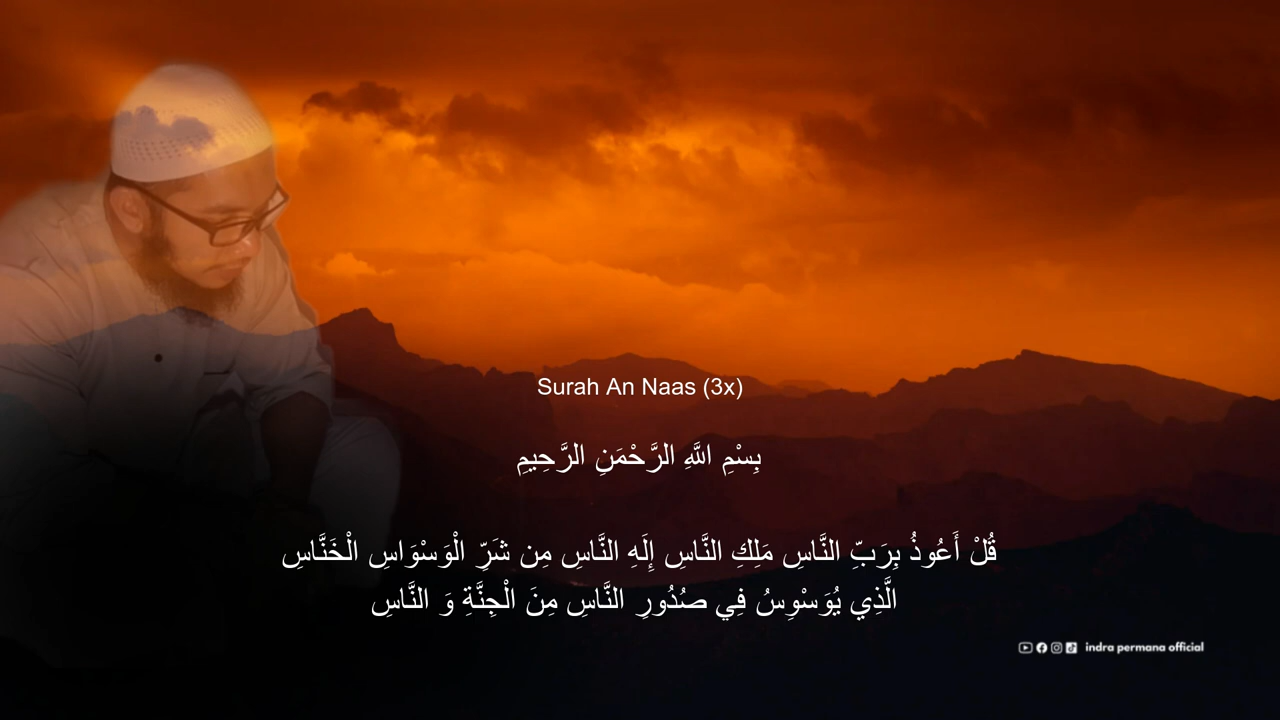 Surah An Naas (3x)
بِسْمِ اللَّهِ الرَّحْمَنِ الرَّحِيمِ
قُلْ أَعُوذُ بِرَبِّ النَّاسِ مَلِكِ النَّاسِ إِلَهِ النَّاسِ مِن شَرِّ الْوَسْوَاسِ الْخَنَّاسِ
الَّذِي يُوَسْوِسُ فِي صُدُورِ النَّاسِ مِنَ الْجِنَّةِ وَ النَّاسِ
indra permana official